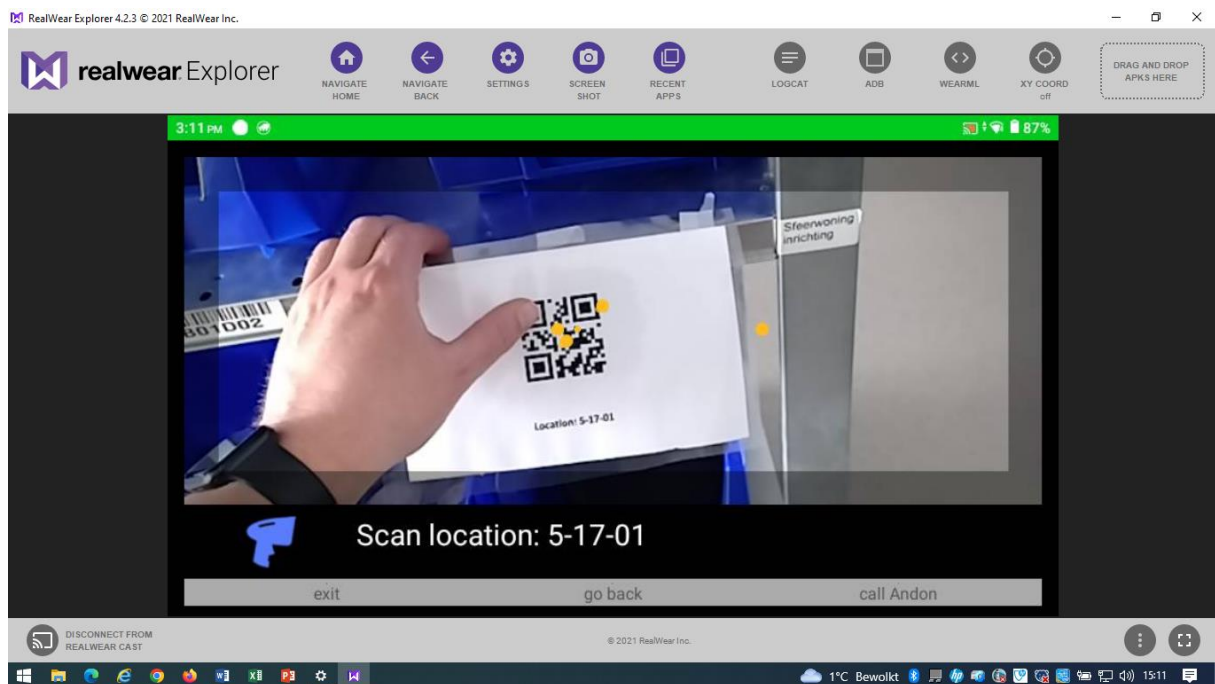 RealWear Explorer 4.2.3 © 2021 RealWear Inc.
realwear Explorer
NAVIGATE
HOME
NAVIGATE
BACK
SETTINGS
SCREEN
SHOT
RECENT
APPS
LOGCAT
ADB
WEARML
XY COORD
off
DRAG AND DROP
APKS HERE
3:11 PM
87%
Sfeerwoning
inrichting
B01D02
Location: 5-17-01
Scan location: 5-17-01
exit
go back
call Andon
DISCONNECT FROM
REALWEAR CAST
© 2021 RealWear Inc.
1°C Bewolkt
15:11